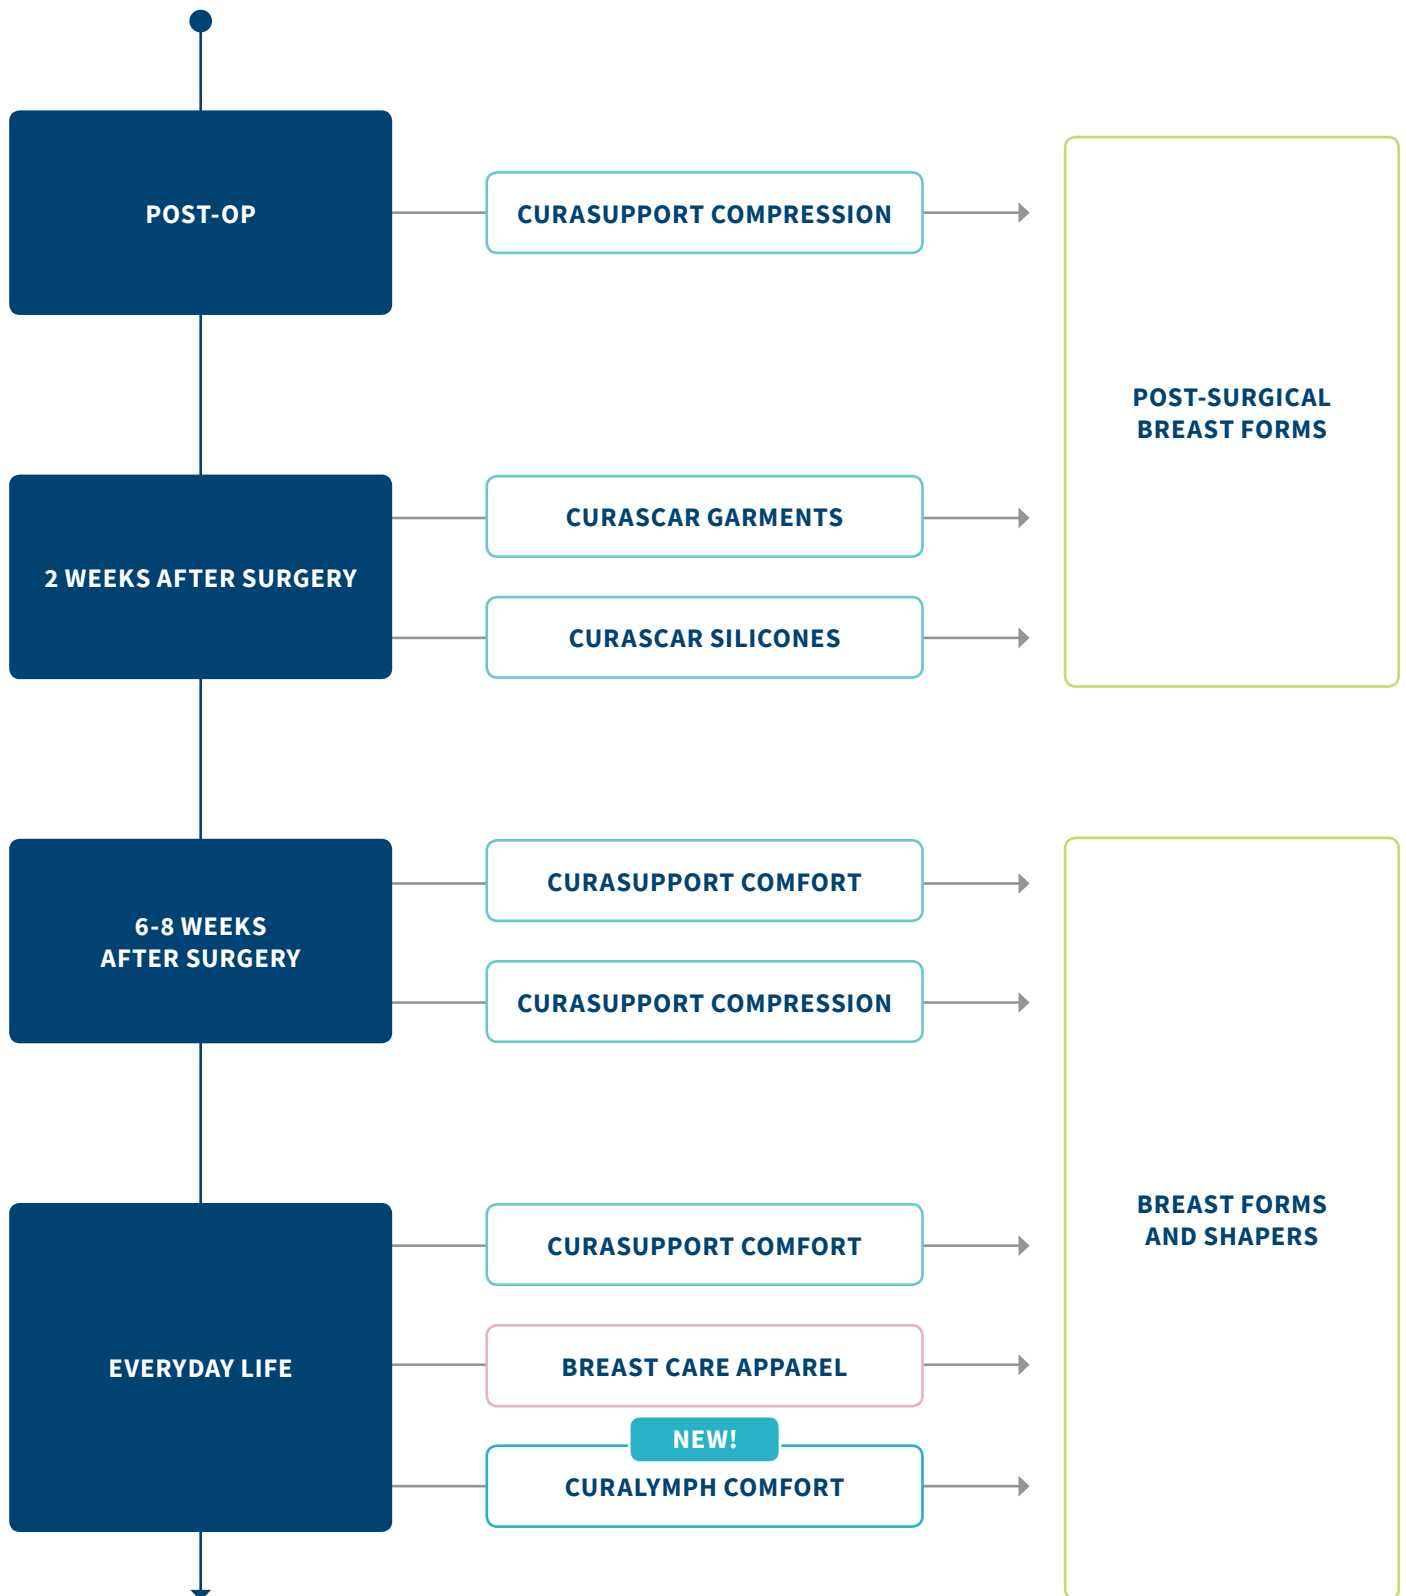 POST-OP
CURASUPPORT COMPRESSION
POST-SURGICAL
BREAST FORMS
2 WEEKS AFTER SURGERY
CURASCAR GARMENTS
CURASCAR SILICONES
6-8 WEEKS
AFTER SURGERY
CURASUPPORT COMFORT
CURASUPPORT COMPRESSION
BREAST FORMS
AND SHAPERS
EVERYDAY LIFE
CURASUPPORT COMFORT
BREAST CARE APPAREL
NEW!
CURALYMPH COMFORT